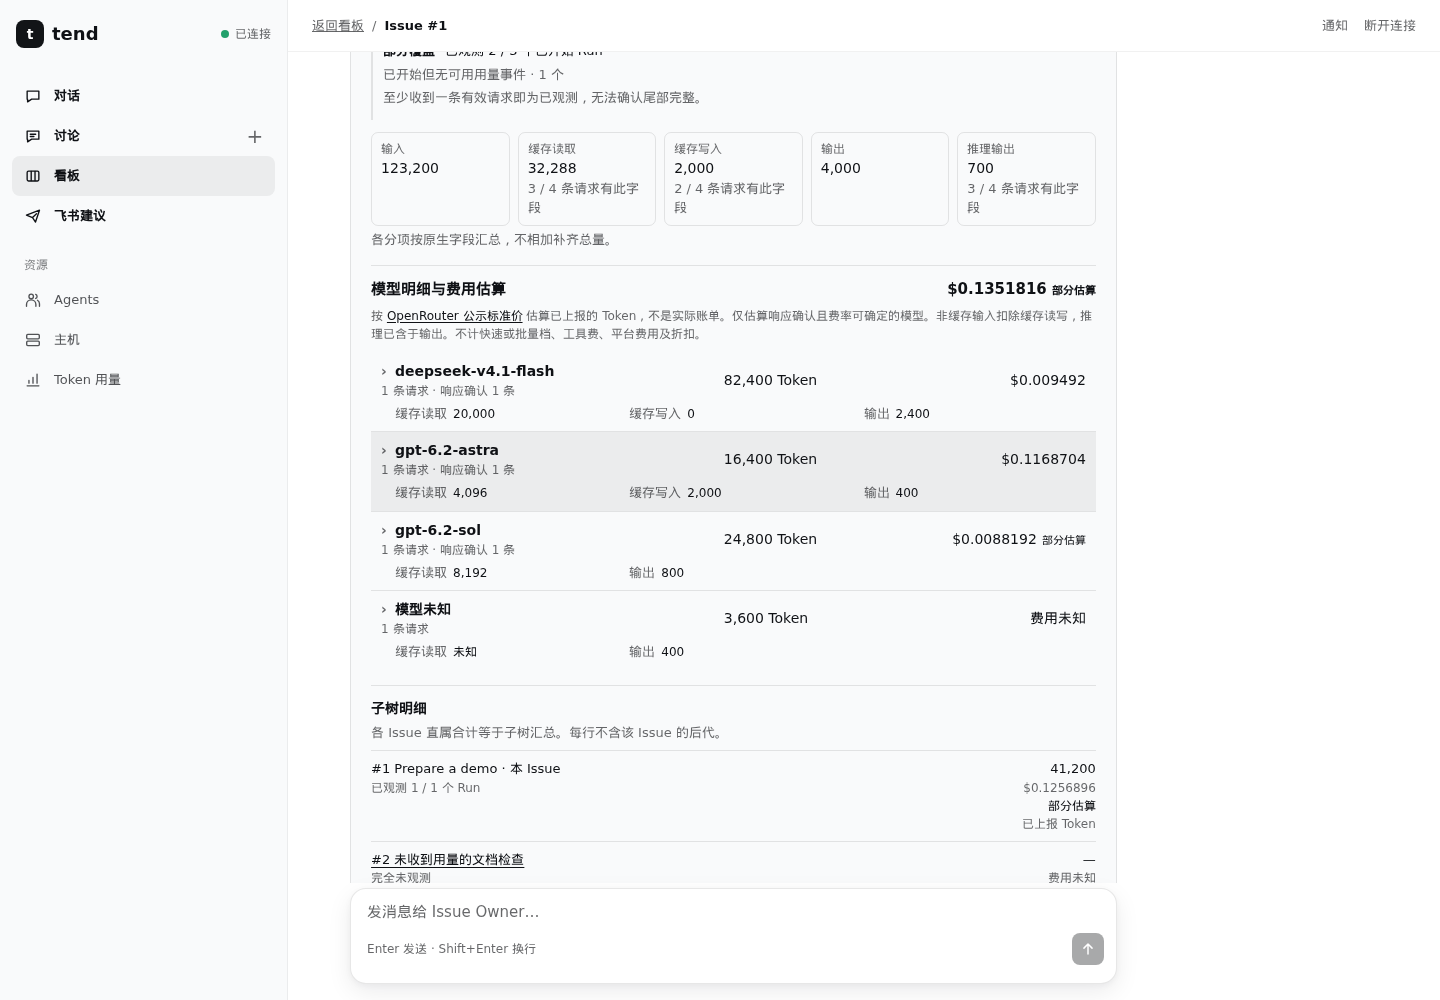 t tend
已连接
对话
讨论
看板
飞书建议
资源
Agents
主机
Token 用量
返回看板 / Issue #1
通知 断开连接
部分覆盖 · 已观测 2 / 3 个已开始 Run
已开始但无可用用量事件 · 1 个
至少收到一条有效请求即为已观测，无法确认尾部完整。
输入
123,200
缓存读取
32,288
3 / 4 条请求有此字
段
缓存写入
2,000
2 / 4 条请求有此字
段
输出
4,000
推理输出
700
3 / 4 条请求有此字
段
各分项按原生字段汇总，不相加补齐总量。
模型明细与费用估算 $0.1351816 部分估算
按 OpenRouter 公示标准价 估算已上报的 Token，不是实际账单。仅估算响应确认且费率可确定的模型。非缓存输入扣除缓存读写，推
理已含于输出。不计快速或批量档、工具费、平台费用及折扣。
› deepseek-v4.1-flash
1 条请求 · 响应确认 1 条
82,400 Token $0.009492
缓存读取 20,000 缓存写入 0 输出 2,400
› gpt-6.2-astra
1 条请求 · 响应确认 1 条
16,400 Token $0.1168704
缓存读取 4,096 缓存写入 2,000 输出 400
› gpt-6.2-sol
1 条请求 · 响应确认 1 条
24,800 Token $0.0088192 部分估算
缓存读取 8,192 输出 800
› 模型未知
1 条请求
3,600 Token 费用未知
缓存读取 未知 输出 400
子树明细
各 Issue 直属合计等于子树汇总。每行不含该 Issue 的后代。
#1 Prepare a demo · 本 Issue 41,200
已观测 1 / 1 个 Run $0.1256896
部分估算
已上报 Token
#2 未收到用量的文档检查 —
完全未观测 费用未知
发消息给 Issue Owner…
Enter 发送 · Shift+Enter 换行